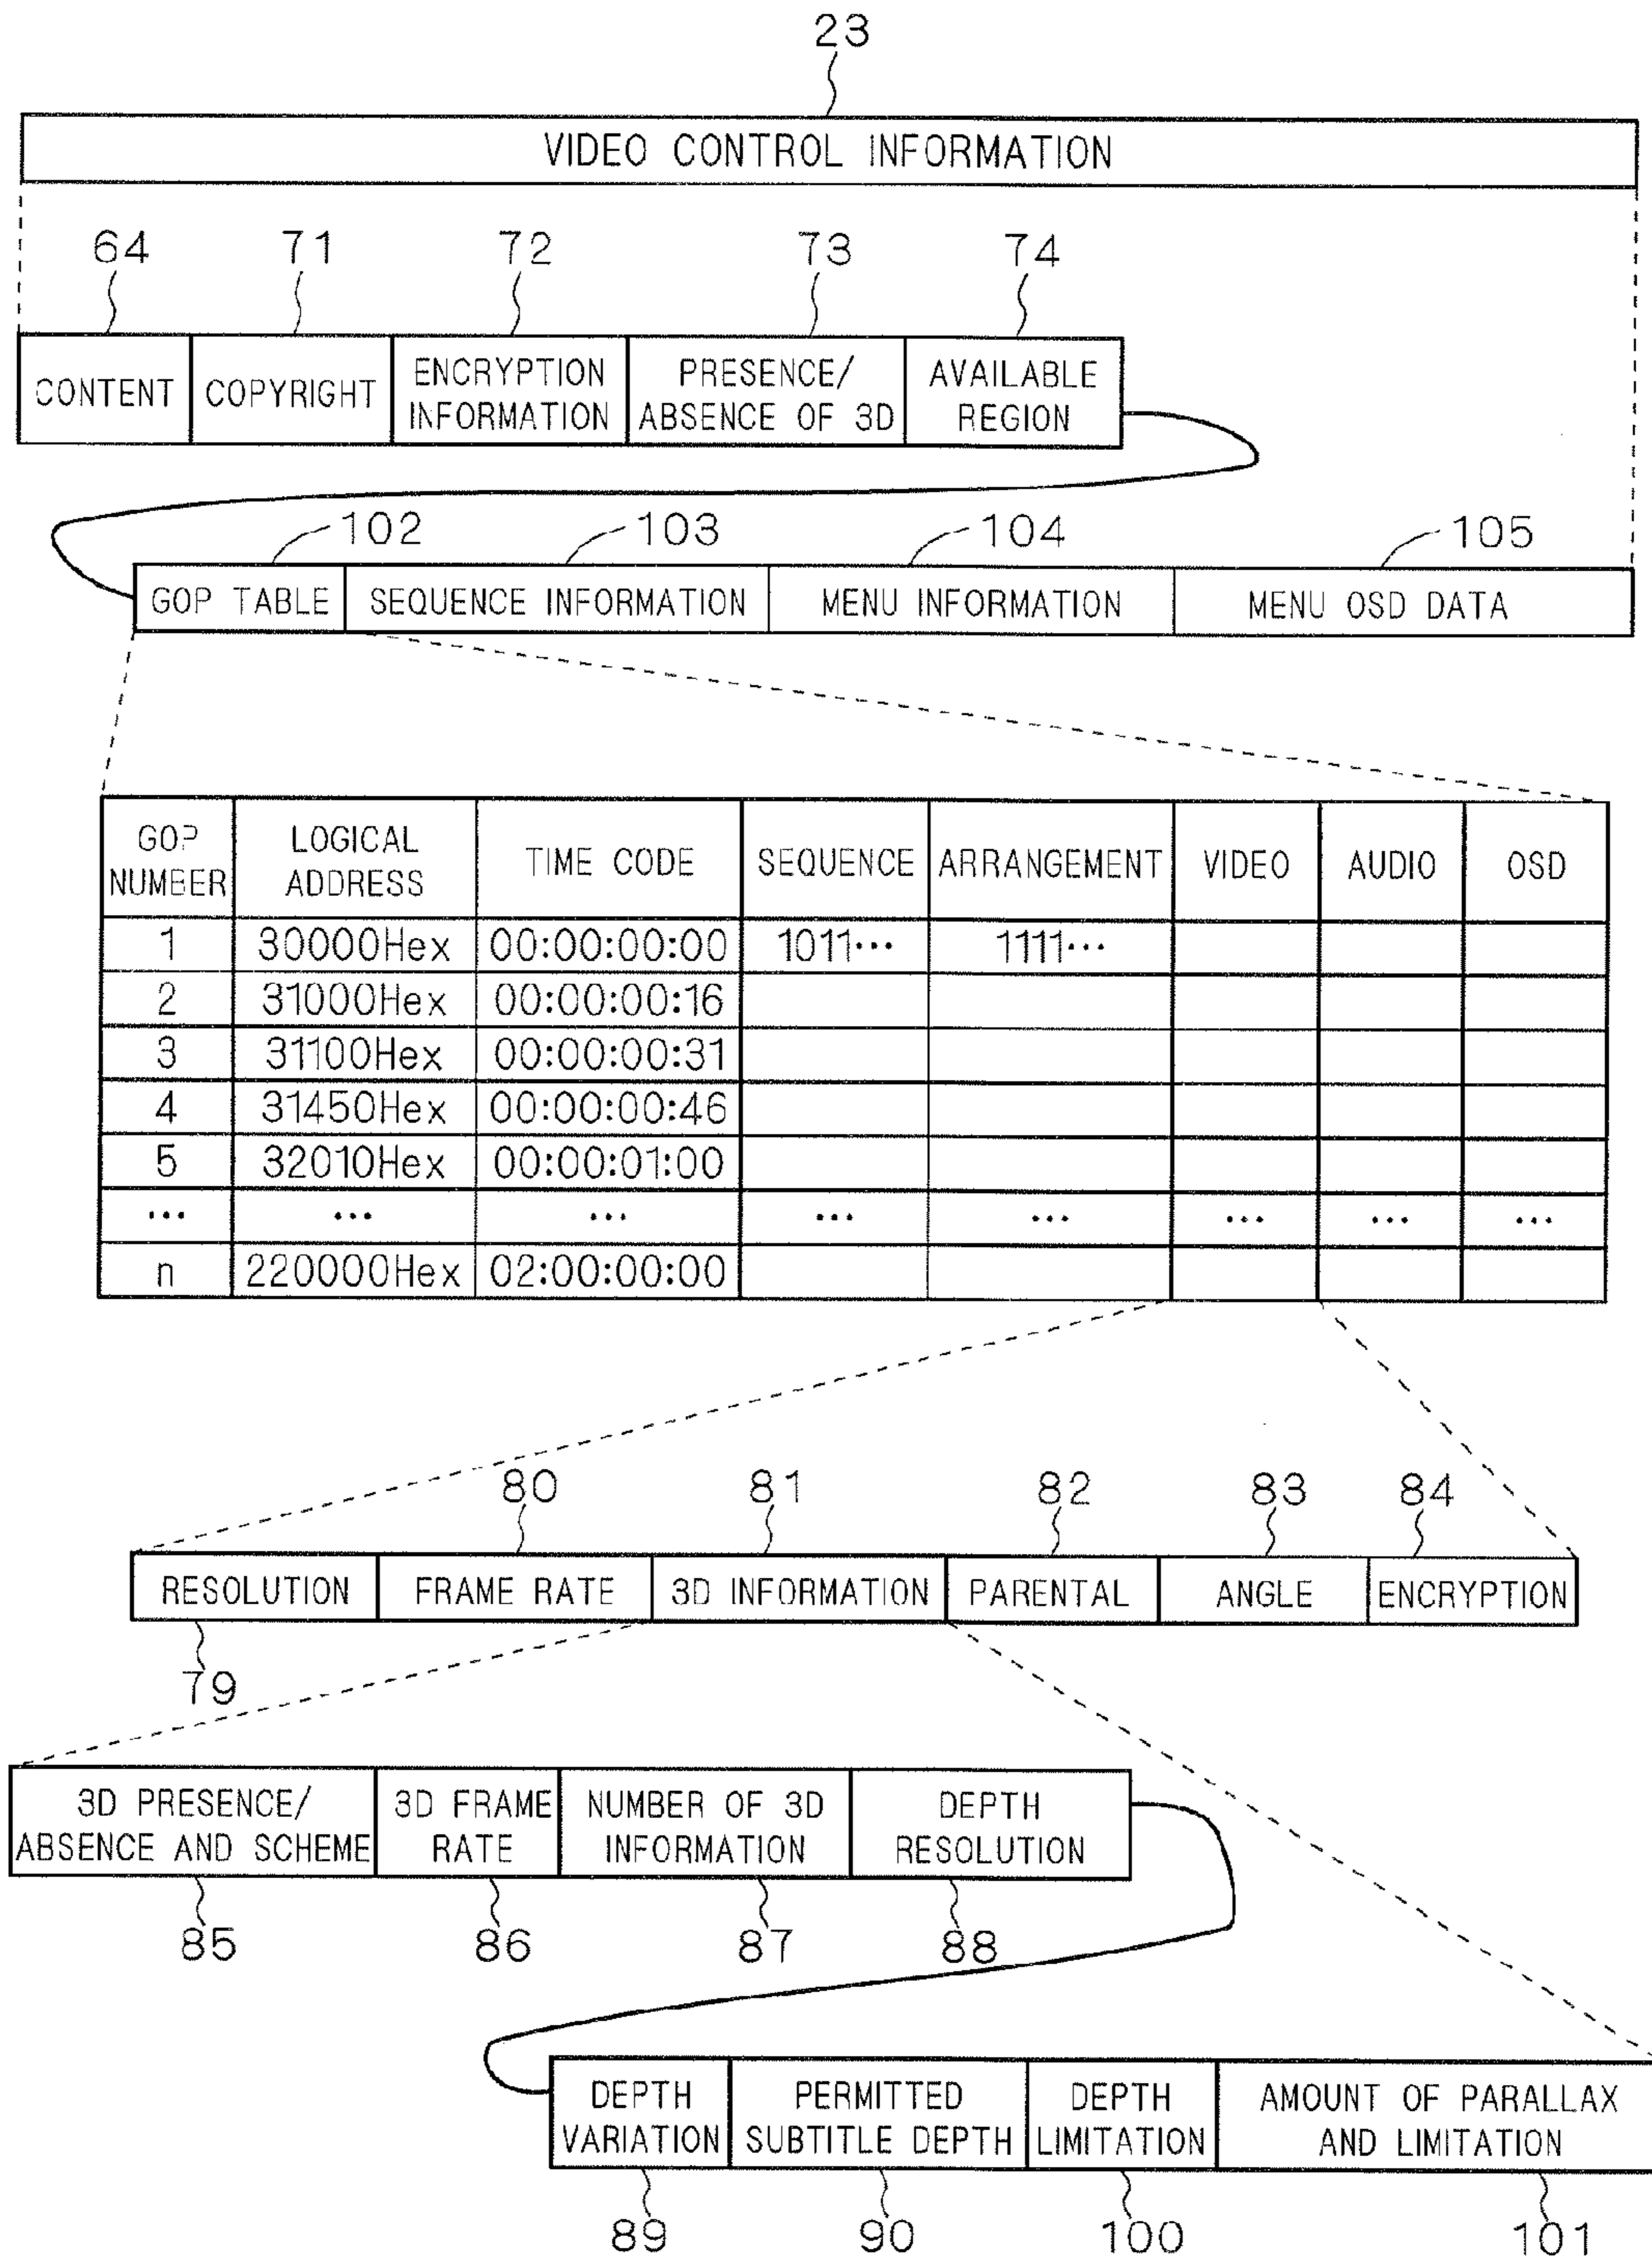 23
VIDEO CONTROL INFORMATION
64 71 72 73 74
CONTENT COPYRIGHT ENCRYPTION INFORMATION PRESENCE/ ABSENCE OF 3D AVAILABLE REGION
102 103 104 105
GOP TABLE SEQUENCE INFORMATION MENU INFORMATION MENU OSD DATA
GOP NUMBER LOGICAL ADDRESS TIME CODE SEQUENCE ARRANGEMENT VIDEO AUDIO OSD
1 30000Hex 00:00:00:00 1011··· 1111···
2 31000Hex 00:00:00:16
3 31100Hex 00:00:00:31
4 31450Hex 00:00:00:46
5 32010Hex 00:00:01:00
··· ··· ··· ··· ··· ··· ··· ···
n 220000Hex 02:00:00:00
80 81 82 83 84
RESOLUTION FRAME RATE 3D INFORMATION PARENTAL ANGLE ENCRYPTION
79
3D PRESENCE/ ABSENCE AND SCHEME 3D FRAME RATE NUMBER OF 3D INFORMATION DEPTH RESOLUTION
85 86 87 88
DEPTH VARIATION PERMITTED SUBTITLE DEPTH DEPTH LIMITATION AMOUNT OF PARALLAX AND LIMITATION
89 90 100 101